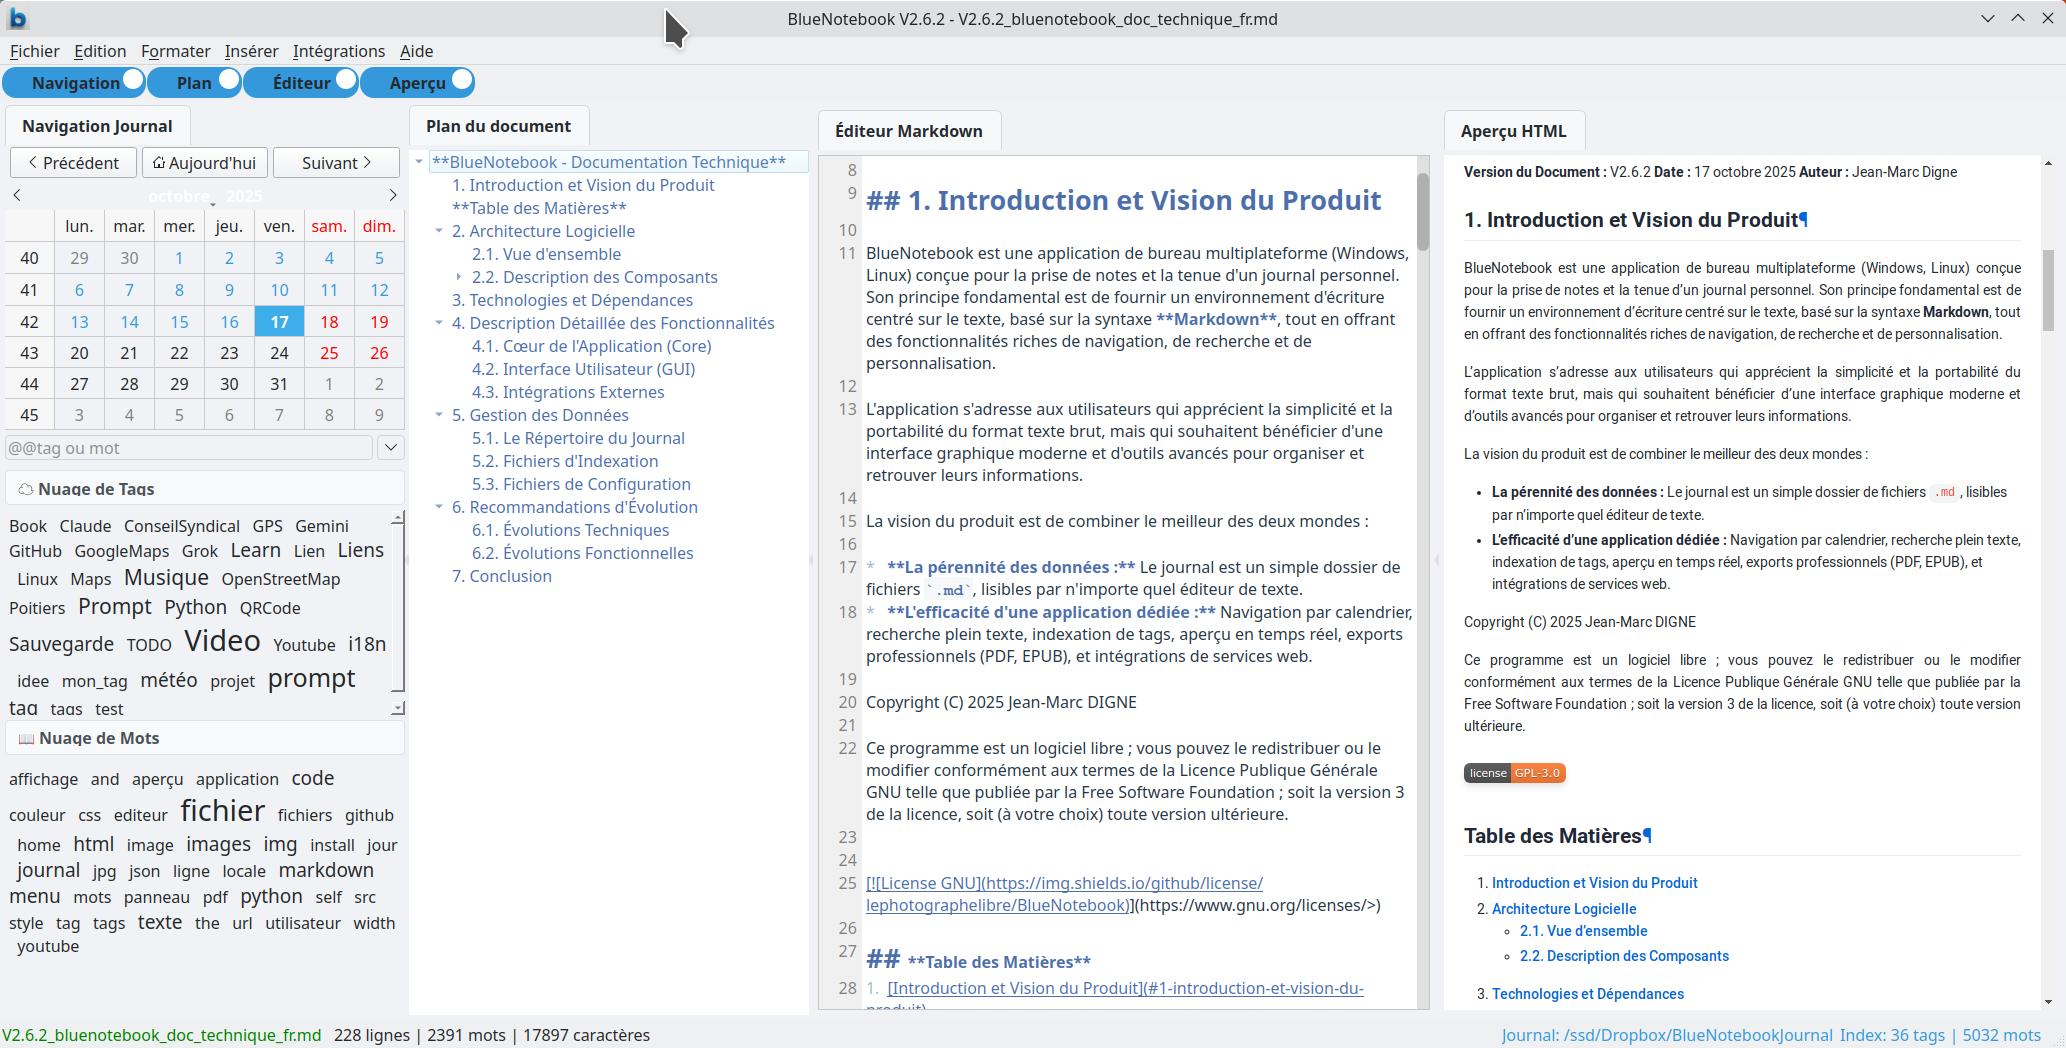 BlueNotebook V2.6.2 - V2.6.2_bluenotebook_doc_technique_fr.md
Fichier Edition Formater Insérer Intégrations Aide
Navigation Plan Éditeur Aperçu
Navigation Journal
Précédent Aujourd'hui Suivant
octobre 2025
lun. mar. mer. jeu. ven. sam. dim.
40 29 30 1 2 3 4 5
41 6 7 8 9 10 11 12
42 13 14 15 16 17 18 19
43 20 21 22 23 24 25 26
44 27 28 29 30 31 1 2
45 3 4 5 6 7 8 9
@@tag ou mot
Nuage de Tags
Book Claude ConseilSyndical GPS Gemini
GitHub GoogleMaps Grok Learn Lien Liens
Linux Maps Musique OpenStreetMap
Poitiers Prompt Python QRCode
Sauvegarde TODO Video Youtube i18n
idee mon_tag météo projet prompt
tag tags test
Nuage de Mots
affichage and aperçu application code
couleur css editeur fichier fichiers github
home html image images img install jour
journal jpg json ligne locale markdown
menu mots panneau pdf python self src
style tag tags texte the url utilisateur width
youtube
Plan du document
**BlueNotebook - Documentation Technique**
1. Introduction et Vision du Produit
**Table des Matières**
2. Architecture Logicielle
2.1. Vue d'ensemble
2.2. Description des Composants
3. Technologies et Dépendances
4. Description Détaillée des Fonctionnalités
4.1. Cœur de l'Application (Core)
4.2. Interface Utilisateur (GUI)
4.3. Intégrations Externes
5. Gestion des Données
5.1. Le Répertoire du Journal
5.2. Fichiers d'Indexation
5.3. Fichiers de Configuration
6. Recommandations d'Évolution
6.1. Évolutions Techniques
6.2. Évolutions Fonctionnelles
7. Conclusion
Éditeur Markdown
8
9 ## 1. Introduction et Vision du Produit
10
11 BlueNotebook est une application de bureau multiplateforme (Windows,
Linux) conçue pour la prise de notes et la tenue d'un journal personnel.
Son principe fondamental est de fournir un environnement d'écriture
centré sur le texte, basé sur la syntaxe **Markdown**, tout en offrant
des fonctionnalités riches de navigation, de recherche et de
personnalisation.
12
13 L'application s'adresse aux utilisateurs qui apprécient la simplicité et la
portabilité du format texte brut, mais qui souhaitent bénéficier d'une
interface graphique moderne et d'outils avancés pour organiser et
retrouver leurs informations.
14
15 La vision du produit est de combiner le meilleur des deux mondes :
16
17 * **La pérennité des données :** Le journal est un simple dossier de
fichiers `.md`, lisibles par n'importe quel éditeur de texte.
18 * **L'efficacité d'une application dédiée :** Navigation par calendrier,
recherche plein texte, indexation de tags, aperçu en temps réel, exports
professionnels (PDF, EPUB), et intégrations de services web.
19
20 Copyright (C) 2025 Jean-Marc DIGNE
21
22 Ce programme est un logiciel libre ; vous pouvez le redistribuer ou le
modifier conformément aux termes de la Licence Publique Générale
GNU telle que publiée par la Free Software Foundation ; soit la version 3
de la licence, soit (à votre choix) toute version ultérieure.
23
24
25 [![License GNU](https://img.shields.io/github/license/
lephotographelibre/BlueNotebook)](https://www.gnu.org/licenses/>)
26
27 ## **Table des Matières**
28 1. [Introduction et Vision du Produit](#1-introduction-et-vision-du-
produit)
Aperçu HTML
Version du Document : V2.6.2 Date : 17 octobre 2025 Auteur : Jean-Marc Digne
1. Introduction et Vision du Produit¶
BlueNotebook est une application de bureau multiplateforme (Windows, Linux) conçue
pour la prise de notes et la tenue d’un journal personnel. Son principe fondamental est de
fournir un environnement d’écriture centré sur le texte, basé sur la syntaxe Markdown, tout
en offrant des fonctionnalités riches de navigation, de recherche et de personnalisation.
L’application s’adresse aux utilisateurs qui apprécient la simplicité et la portabilité du
format texte brut, mais qui souhaitent bénéficier d’une interface graphique moderne et
d’outils avancés pour organiser et retrouver leurs informations.
La vision du produit est de combiner le meilleur des deux mondes :
• La pérennité des données : Le journal est un simple dossier de fichiers .md, lisibles
par n’importe quel éditeur de texte.
• L’efficacité d’une application dédiée : Navigation par calendrier, recherche plein texte,
indexation de tags, aperçu en temps réel, exports professionnels (PDF, EPUB), et
intégrations de services web.
Copyright (C) 2025 Jean-Marc DIGNE
Ce programme est un logiciel libre ; vous pouvez le redistribuer ou le modifier
conformément aux termes de la Licence Publique Générale GNU telle que publiée par la
Free Software Foundation ; soit la version 3 de la licence, soit (à votre choix) toute version
ultérieure.
license GPL-3.0
Table des Matières¶
1. Introduction et Vision du Produit
2. Architecture Logicielle
2.1. Vue d’ensemble
2.2. Description des Composants
3. Technologies et Dépendances
V2.6.2_bluenotebook_doc_technique_fr.md 228 lignes | 2391 mots | 17897 caractères
Journal: /ssd/Dropbox/BlueNotebookJournal Index: 36 tags | 5032 mots